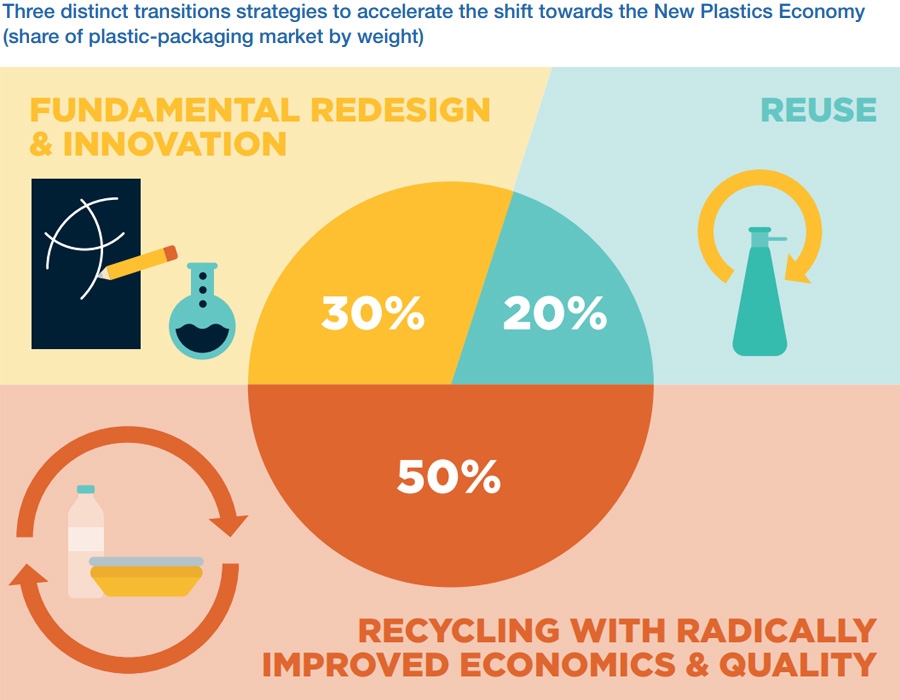 Three distinct transitions strategies to accelerate the shift towards the New Plastics Economy
(share of plastic-packaging market by weight)
FUNDAMENTAL REDESIGN
& INNOVATION
REUSE
30%
20%
50%
RECYCLING WITH RADICALLY
IMPROVED ECONOMICS & QUALITY